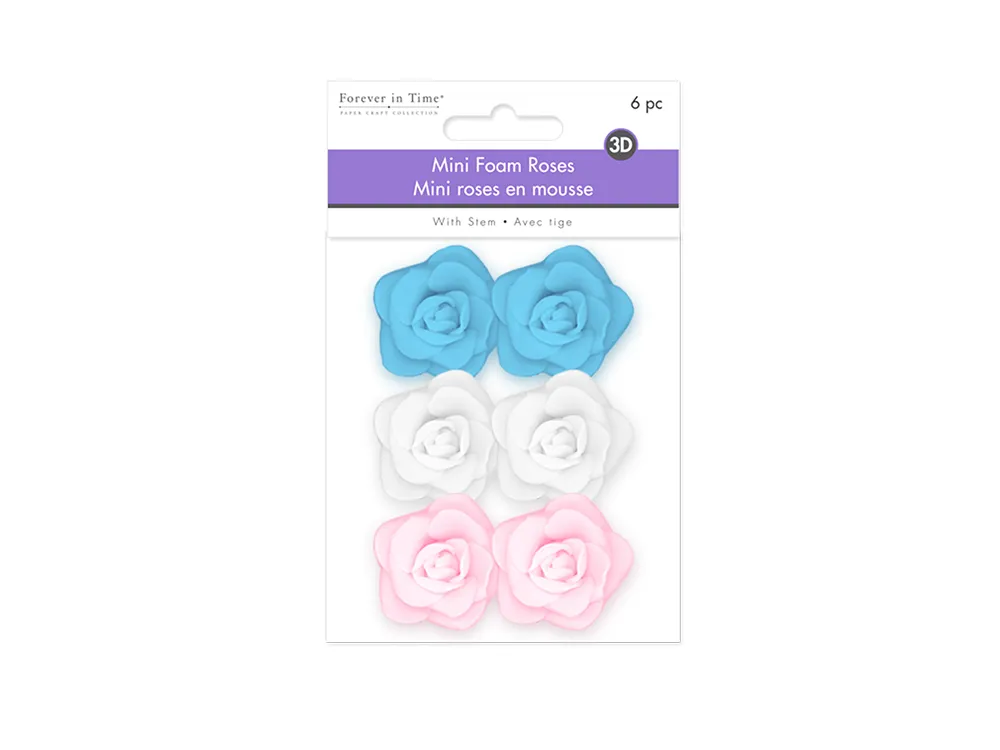 Forever in Time
PAPER CRAFT COLLECTION
6 pc
3D
Mini Foam Roses
Mini roses en mousse
With Stem • Avec tige